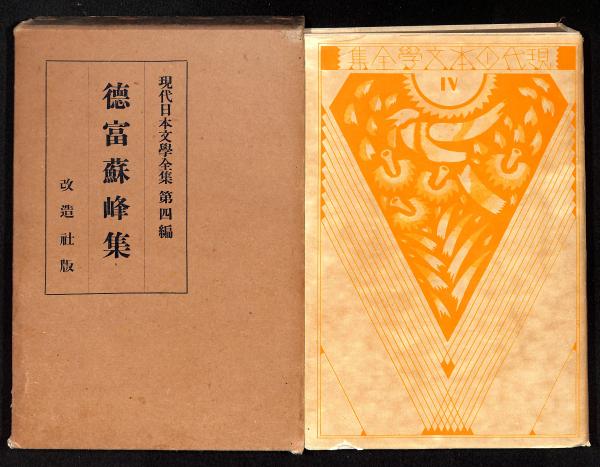 現代日本文學全集 第四編
德富蘇峰集
改造社版
集全學文本日代現
IV